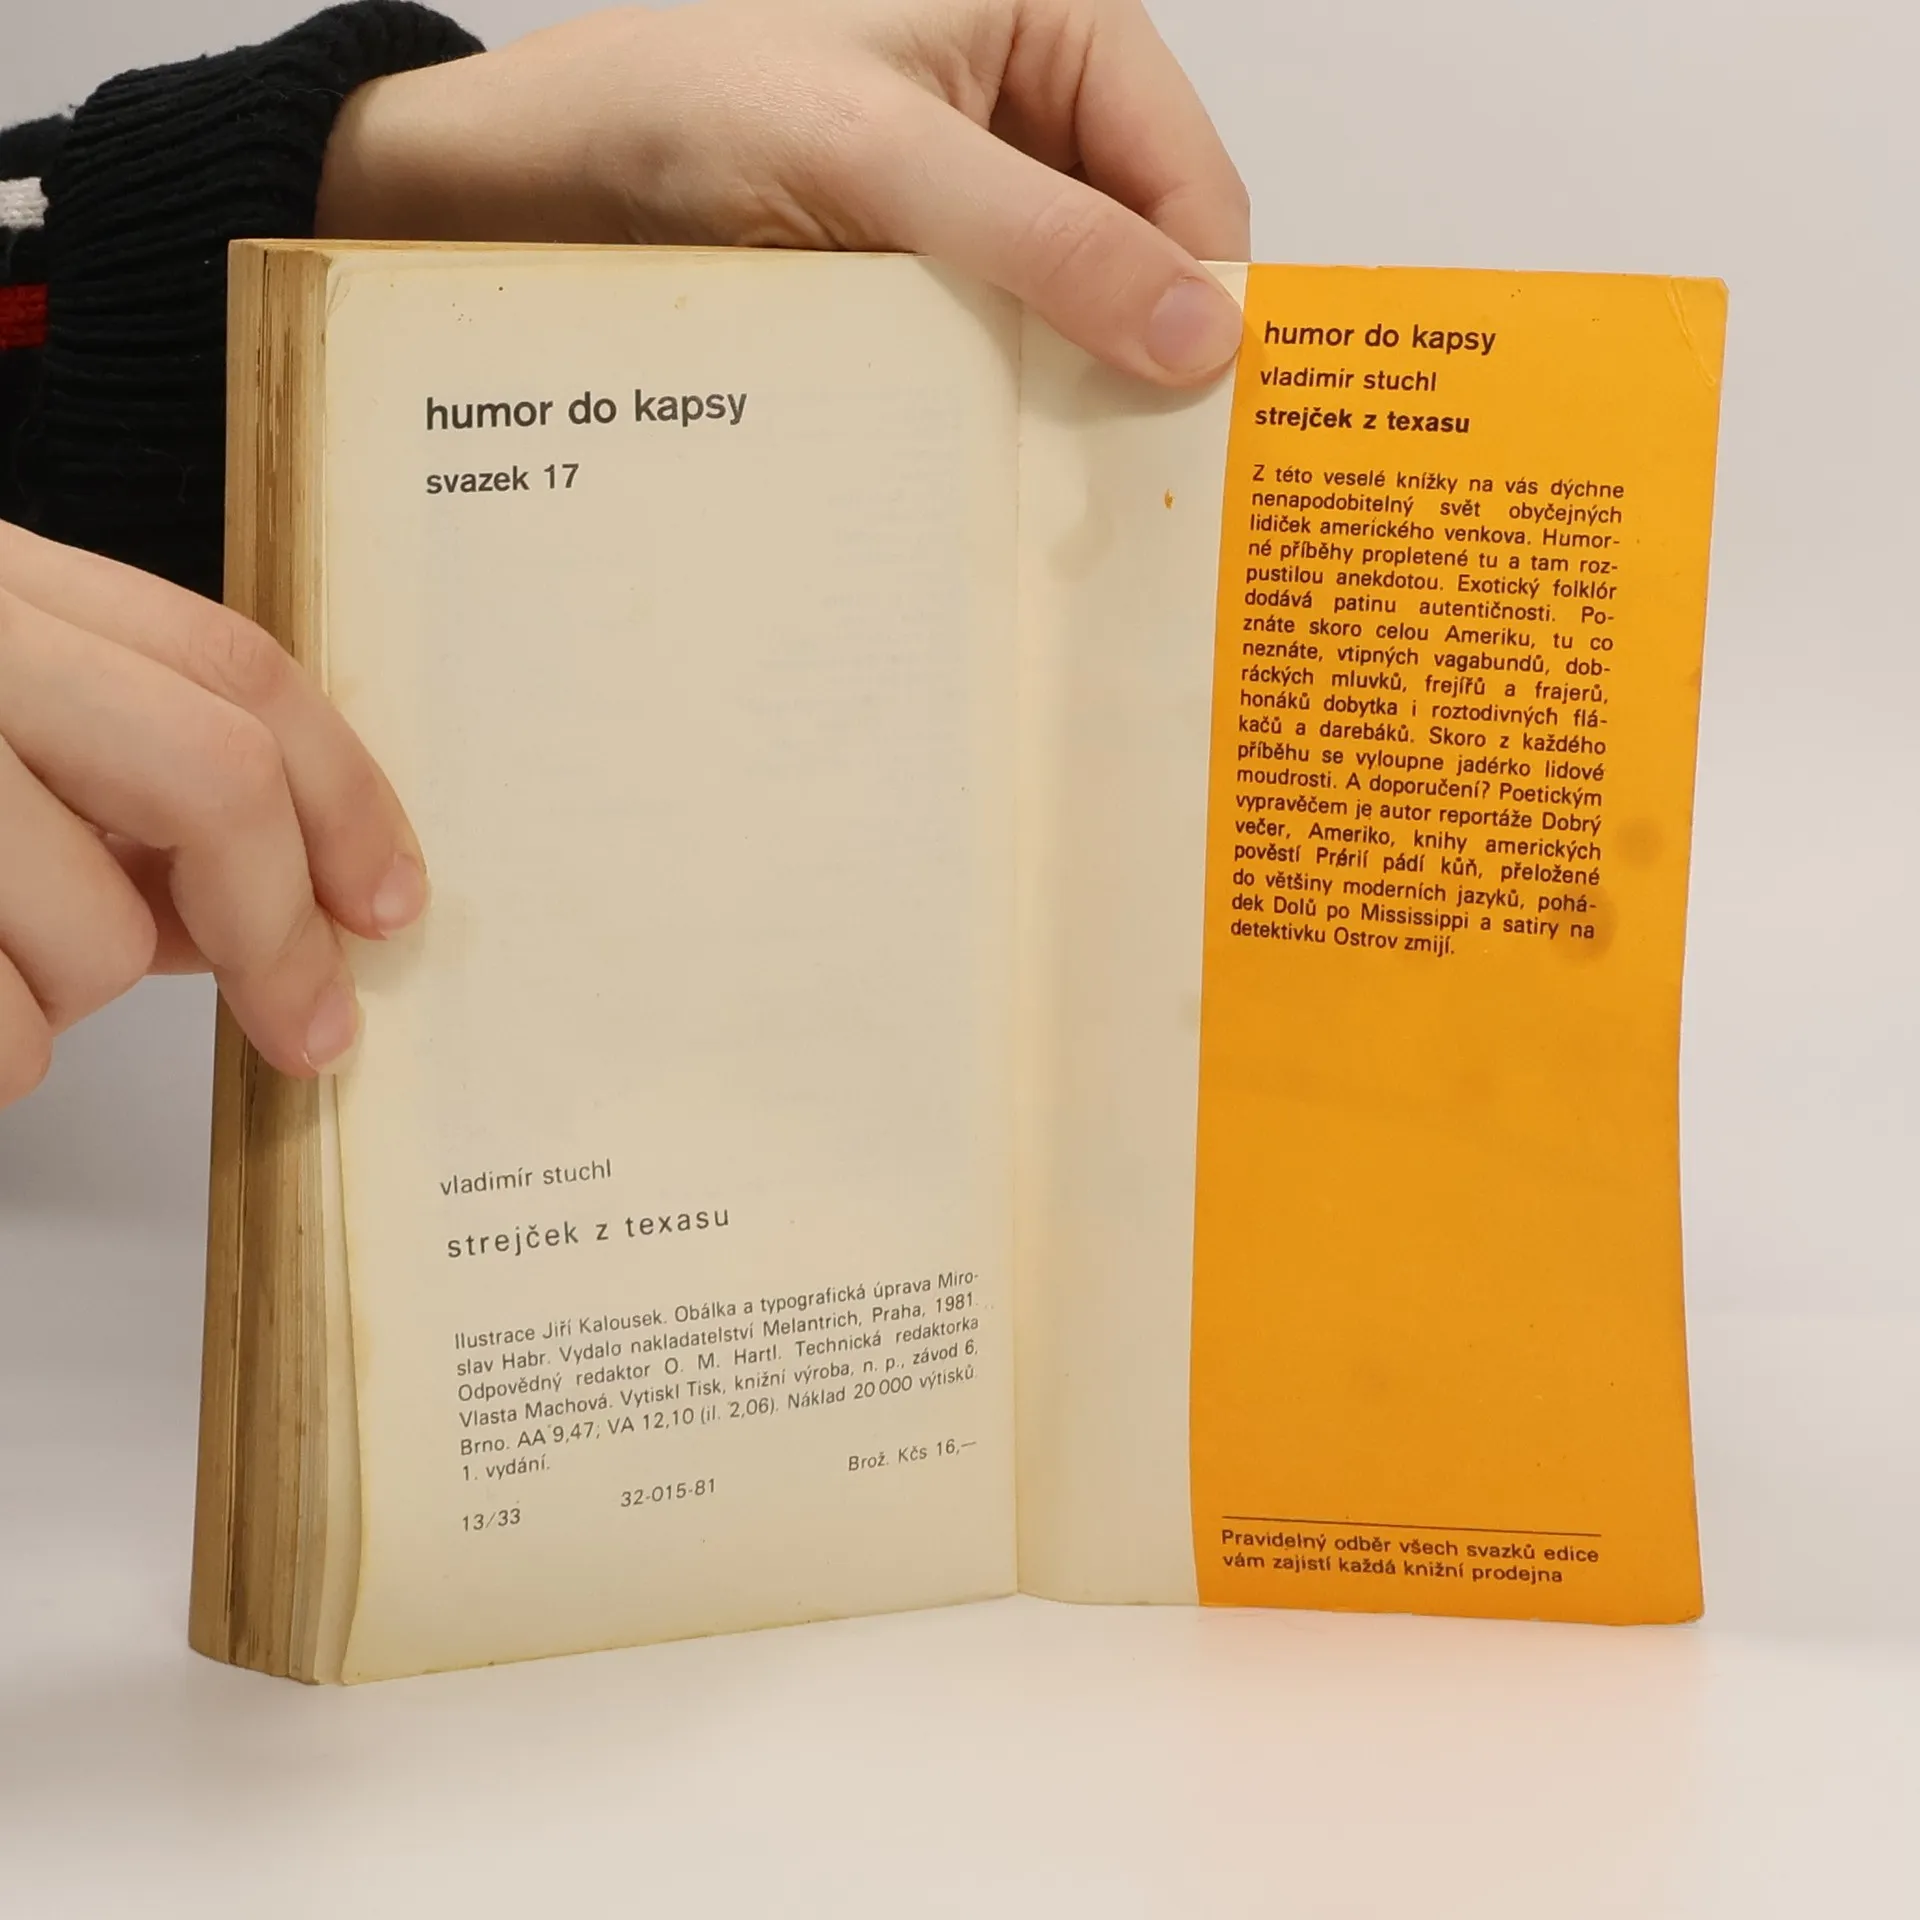 humor do kapsy
svazek 17
vladimír stuchl
strejček z texasu
Ilustrace Jiří Kalousek. Obálka a typografická úprava Miro-
slav Habr. Vydalo nakladatelství Melantrich, Praha, 1981.
Odpovědný redaktor O. M. Hartl. Technická redaktorka
Vlasta Machová. Vytiskl Tisk, knižní výroba, n. p., závod 6,
Brno. AA 9,47; VA 12,10 (il. 2,06). Náklad 20 000 výtisků.
1. vydání.
13/33 32-015-81 Brož. Kčs 16,—
humor do kapsy
vladimír stuchl
strejček z texasu
Z této veselé knížky na vás dýchne
nenapodobitelný svět obyčejných
lidiček amerického venkova. Humor-
né příběhy propletené tu a tam roz-
pustilou anekdotou. Exotický folklór
dodává patinu autentičnosti. Po-
znáte skoro celou Ameriku, tu co
neznáte, vtipných vagabundů, dob-
ráckých mluvků, frejířů a frajerů,
honáků dobytka i roztodivných flá-
kačů a darebáků. Skoro z každého
příběhu se vyloupne jadérko lidové
moudrosti. A doporučení? Poetickým
vypravěčem je autor reportáže Dobrý
večer, Ameriko, knihy amerických
pověstí Prérií pádí kůň, přeložené
do většiny moderních jazyků, pohá-
dek Dolů po Mississippi a satiry na
detektivku Ostrov zmijí.
Pravidelný odběr všech svazků edice
vám zajistí každá knižní prodejna